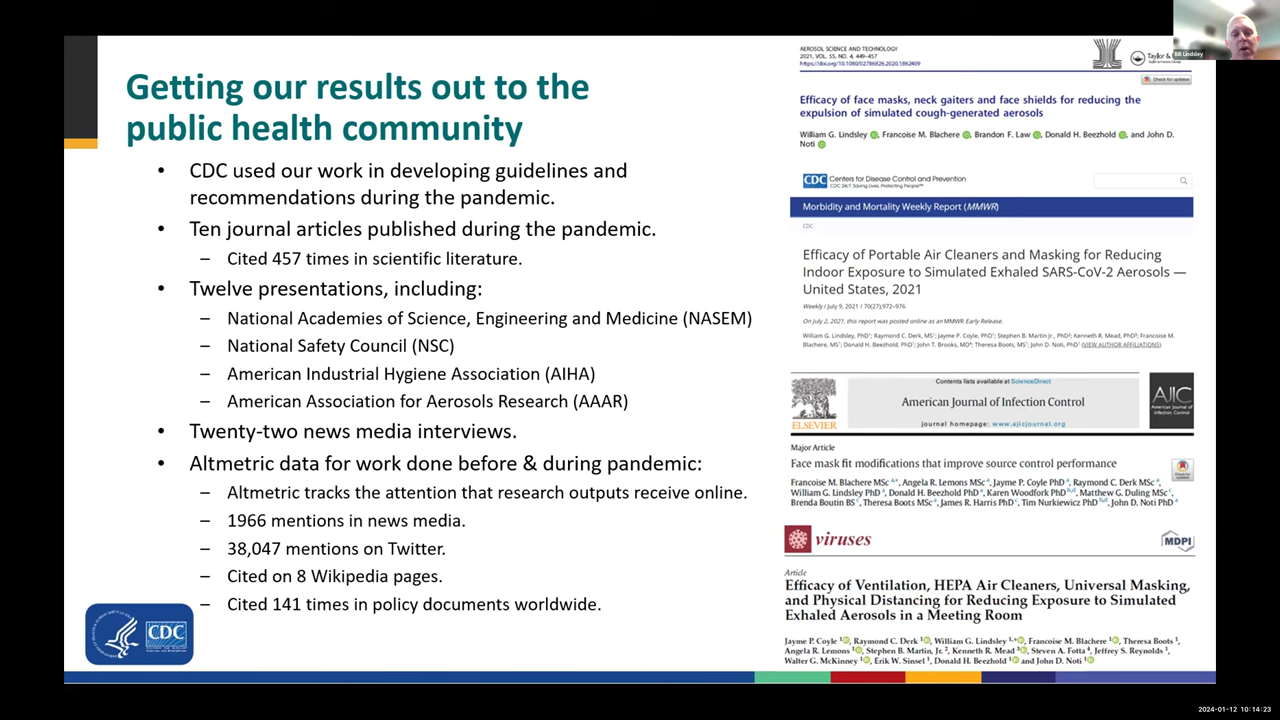 Bill Lindsley
Getting our results out to the
public health community
• CDC used our work in developing guidelines and
recommendations during the pandemic.
• Ten journal articles published during the pandemic.
– Cited 457 times in scientific literature.
• Twelve presentations, including:
– National Academies of Science, Engineering and Medicine (NASEM)
– National Safety Council (NSC)
– American Industrial Hygiene Association (AIHA)
– American Association for Aerosols Research (AAAR)
• Twenty-two news media interviews.
• Altmetric data for work done before & during pandemic:
– Altmetric tracks the attention that research outputs receive online.
– 1966 mentions in news media.
– 38,047 mentions on Twitter.
– Cited on 8 Wikipedia pages.
– Cited 141 times in policy documents worldwide.
CDC
AEROSOL SCIENCE AND TECHNOLOGY
2021, VOL. 55, NO. 4, 449–457
https://doi.org/10.1080/02786826.2020.1862409
Taylor &
Check for updates
Efficacy of face masks, neck gaiters and face shields for reducing the
expulsion of simulated cough-generated aerosols
William G. Lindsley, Francoise M. Blachere, Brandon F. Law, Donald H. Beezhold, and John D.
Noti
CDC Centers for Disease Control and Prevention
CDC 24/7: Saving Lives, Protecting People™
Morbidity and Mortality Weekly Report (MMWR)
CDC
Efficacy of Portable Air Cleaners and Masking for Reducing
Indoor Exposure to Simulated Exhaled SARS-CoV-2 Aerosols —
United States, 2021
Weekly / July 9, 2021 / 70(27);972–976
On July 2, 2021, this report was posted online as an MMWR Early Release.
William G. Lindsley, PhD1; Raymond C. Derk, MS1; Jayme P. Coyle, PhD1; Stephen B. Martin Jr., PhD2; Kenneth R. Mead, PhD3; Francoise M.
Blachere, MS1; Donald H. Beezhold, PhD1; John T. Brooks, MD4; Theresa Boots, MS1; John D. Noti, PhD1 (VIEW AUTHOR AFFILIATIONS)
Contents lists available at ScienceDirect
American Journal of Infection Control
journal homepage: www.ajicjournal.org
ELSEVIER
AJIC
American Journal of
Infection Control
Major Article
Face mask fit modifications that improve source control performance
Francoise M. Blachere MSc, Angela R. Lemons MSc, Jayme P. Coyle PhD, Raymond C. Derk MSc,
William G. Lindsley PhD, Donald H. Beezhold PhD, Karen Woodfork PhD, Matthew G. Duling MSc,
Brenda Boutin BS, Theresa Boots MSc, James R. Harris PhD, Tim Nurkiewicz PhD, John D. Noti PhD
viruses
MDPI
Article
Efficacy of Ventilation, HEPA Air Cleaners, Universal Masking,
and Physical Distancing for Reducing Exposure to Simulated
Exhaled Aerosols in a Meeting Room
Jayme P. Coyle 1, Raymond C. Derk 1, William G. Lindsley 1,*, Francoise M. Blachere 1, Theresa Boots 1,
Angela R. Lemons 1, Stephen B. Martin, Jr. 2, Kenneth R. Mead 3, Steven A. Fotta 4, Jeffrey S. Reynolds 1,
Walter G. McKinney 1, Erik W. Sinsel 1, Donald H. Beezhold 1 and John D. Noti 1
2024-01-12 10:14:23